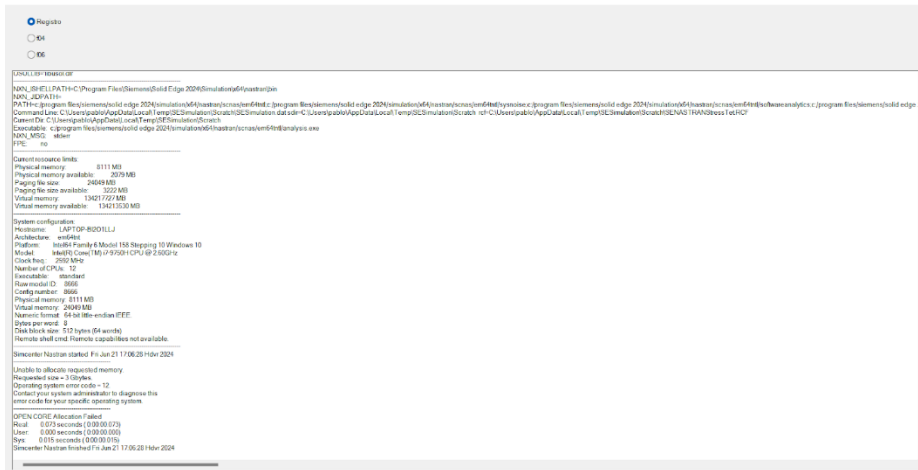 Registro
f04
f06
NXN_ISHELLPATH=C:\Program Files\Siemens\Solid Edge 2024\Simulation\x64\nastran\bin
NXN_JIDPATH=
PATH=c:/program files/siemens/solid edge 2024/simulation/x64/nastran/scnas/em64tntl;c:/program files/siemens/solid edge 2024/simulation/x64/nastran/scnas/em64tntl/sysnoise;c:/program files/siemens/solid edge 2024/simulation/x64/nastran/scnas/em64tntl/softwareanalytics;c:/program files/siemens/solid edge
Command Line: C:\Users\pablo\AppData\Local\Temp\SESimulation\Scratch\SESimulation.dat sdir=C:\Users\pablo\AppData\Local\Temp\SESimulation\Scratch rcf=C:\Users\pablo\AppData\Local\Temp\SESimulation\Scratch\SENASTRANStressTet.RCF
Current Dir: C:\Users\pablo\AppData\Local\Temp\SESimulation\Scratch
Executable: c:/program files/siemens/solid edge 2024/simulation/x64/nastran/scnas/em64tntl/analysis.exe
NXN_MSG: stderr
FPE: no
Current resource limits:
Physical memory: 8111 MB
Physical memory available: 2079 MB
Paging file size: 24049 MB
Paging file size available: 3222 MB
Virtual memory: 134217727 MB
Virtual memory available: 134213530 MB
System configuration:
Hostname: LAPTOP-BI2O1LLJ
Architecture: em64tnt
Platform: Intel64 Family 6 Model 158 Stepping 10 Windows 10
Model: Intel(R) Core(TM) i7-9750H CPU @ 2.60GHz
Clock freq.: 2592 MHz
Number of CPUs: 12
Executable: standard
Raw model ID: 8666
Config number: 8666
Physical memory: 8111 MB
Virtual memory: 24049 MB
Numeric format: 64-bit little-endian IEEE
Bytes per word: 8
Disk block size: 512 bytes (64 words)
Remote shell cmd: Remote capabilities not available.
Simcenter Nastran started Fri Jun 21 17:06:28 Hdvr 2024
Unable to allocate requested memory.
Requested size = 3 Gbytes.
Operating system error code = 12
Contact your system administrator to diagnose this
error code for your specific operating system.
OPEN CORE Allocation Failed
Real: 0.073 seconds ( 0:00:00.073)
User: 0.000 seconds ( 0:00:00.000)
Sys: 0.015 seconds ( 0:00:00.015)
Simcenter Nastran finished Fri Jun 21 17:06:28 Hdvr 2024